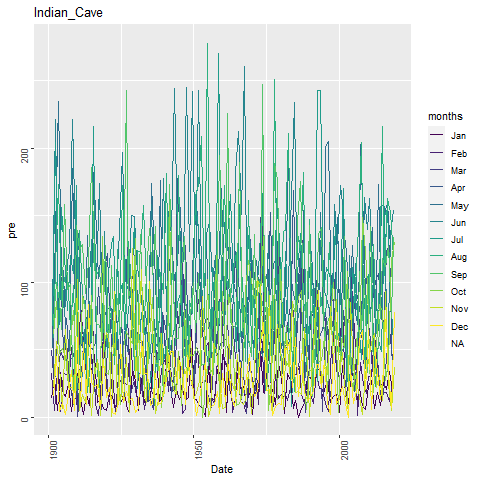 Indian_Cave
pre
200
100
0
1900
1950
2000
Date
months
Jan
Feb
Mar
Apr
May
Jun
Jul
Aug
Sep
Oct
Nov
Dec
NA